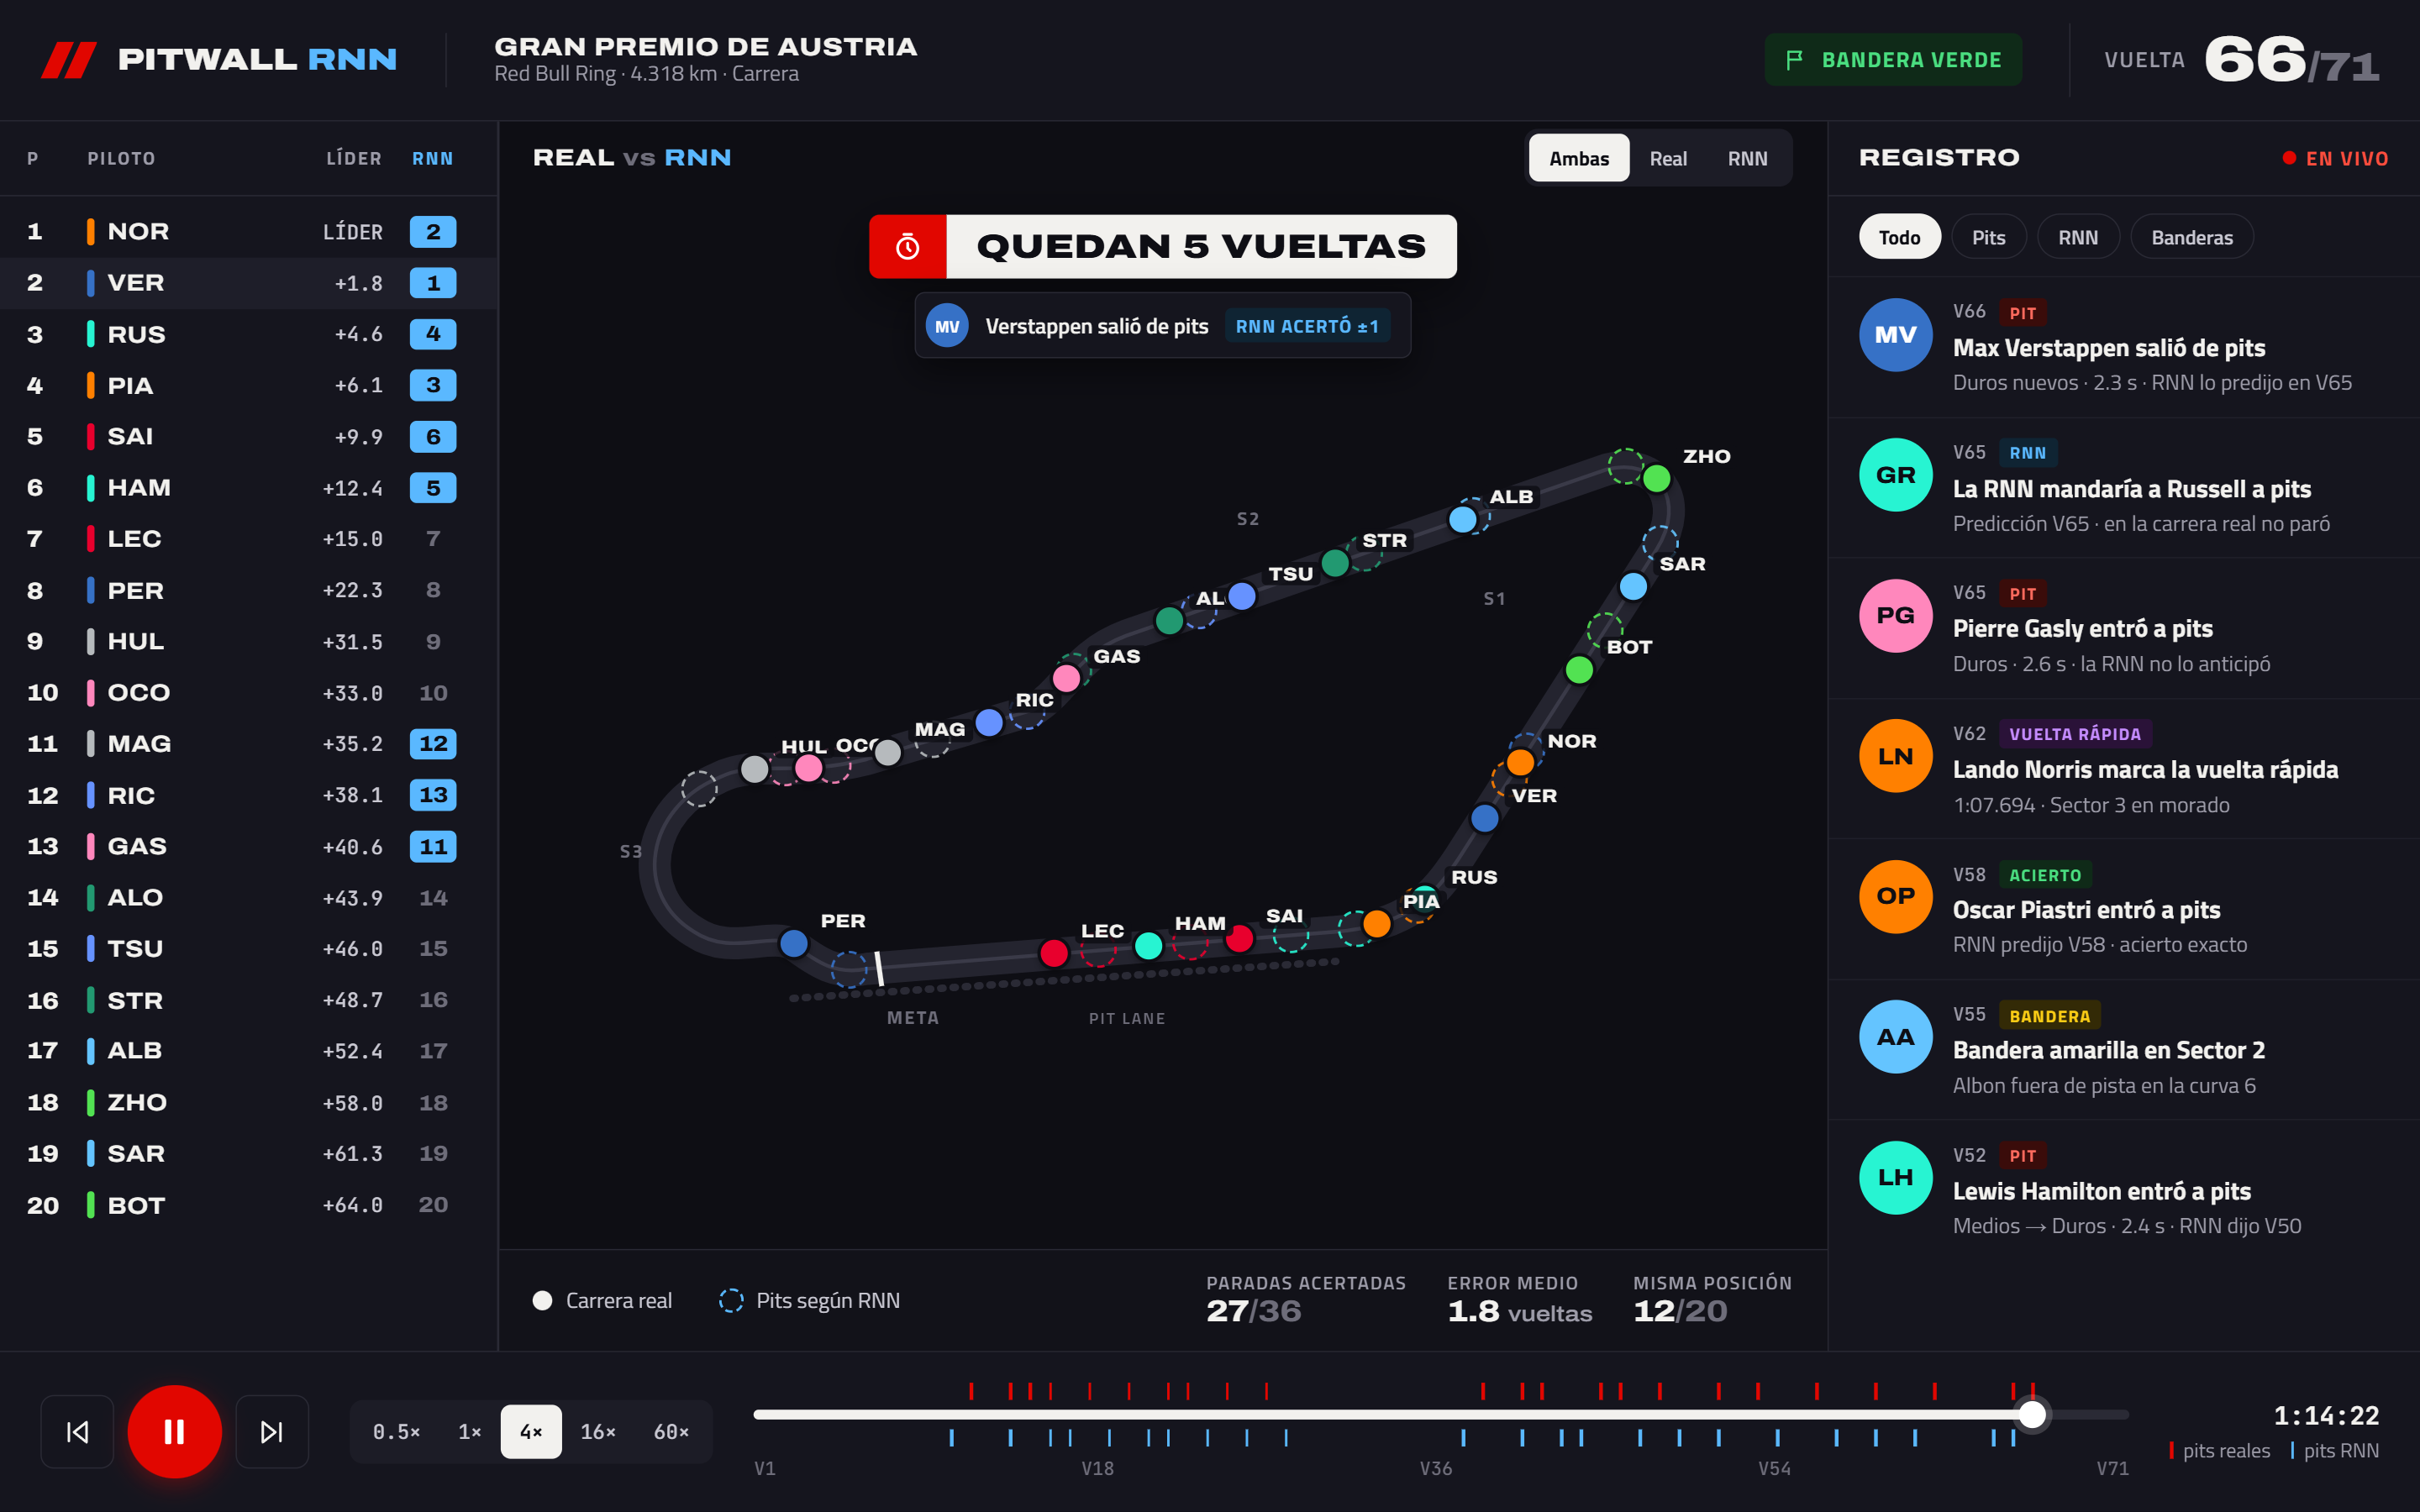 PITWALL RNN
GRAN PREMIO DE AUSTRIA
Red Bull Ring · 4.318 km · Carrera
BANDERA VERDE
VUELTA 66/71
P PILOTO LÍDER RNN
1 NOR LÍDER 2
2 VER +1.8 1
3 RUS +4.6 4
4 PIA +6.1 3
5 SAI +9.9 6
6 HAM +12.4 5
7 LEC +15.0 7
8 PER +22.3 8
9 HUL +31.5 9
10 OCO +33.0 10
11 MAG +35.2 12
12 RIC +38.1 13
13 GAS +40.6 11
14 ALO +43.9 14
15 TSU +46.0 15
16 STR +48.7 16
17 ALB +52.4 17
18 ZHO +58.0 18
19 SAR +61.3 19
20 BOT +64.0 20
REAL vs RNN
Ambas Real RNN
QUEDAN 5 VUELTAS
MV Verstappen salió de pits RNN ACERTÓ ±1
ZHO
ALB
S2
STR
SAR
TSU
S1
AL
BOT
GAS
RIC
MAG
NOR
HUL OCO
VER
S3
RUS
PIA
SAI
PER
HAM
LEC
META
PIT LANE
Carrera real
Pits según RNN
PARADAS ACERTADAS
27/36
ERROR MEDIO
1.8 vueltas
MISMA POSICIÓN
12/20
REGISTRO
EN VIVO
Todo Pits RNN Banderas
MV
V66 PIT
Max Verstappen salió de pits
Duros nuevos · 2.3 s · RNN lo predijo en V65
GR
V65 RNN
La RNN mandaría a Russell a pits
Predicción V65 · en la carrera real no paró
PG
V65 PIT
Pierre Gasly entró a pits
Duros · 2.6 s · la RNN no lo anticipó
LN
V62 VUELTA RÁPIDA
Lando Norris marca la vuelta rápida
1:07.694 · Sector 3 en morado
OP
V58 ACIERTO
Oscar Piastri entró a pits
RNN predijo V58 · acierto exacto
AA
V55 BANDERA
Bandera amarilla en Sector 2
Albon fuera de pista en la curva 6
LH
V52 PIT
Lewis Hamilton entró a pits
Medios → Duros · 2.4 s · RNN dijo V50
0.5× 1× 4× 16× 60×
V1 V18 V36 V54 V71
1:14:22
pits reales pits RNN